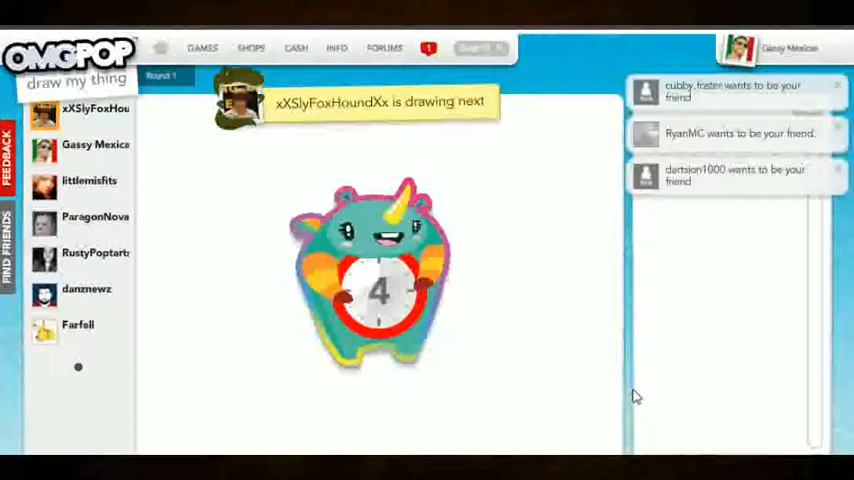 OMGPOP
draw my thing
GAMES
SHOPS
CASH
INFO
FORUMS
1
Gassy Mexican
Round 1
xXSlyFoxHoundXx is drawing next
FEEDBACK
FIND FRIENDS
xXSlyFoxHou
Gassy Mexica
littlemisfits
ParagonNova
RustyPoptart
danznewz
Farfell
4
cubby.foster wants to be your
friend
RyanMC wants to be your friend.
dartsion1000 wants to be your
friend